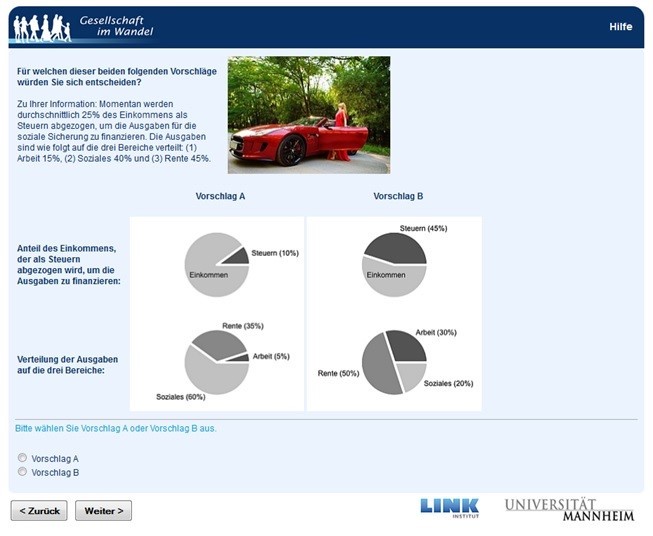 Gesellschaft
im Wandel
Hilfe
Für welchen dieser beiden folgenden Vorschläge
würden Sie sich entscheiden?
Zu Ihrer Information: Momentan werden
durchschnittlich 25% des Einkommens als
Steuern abgezogen, um die Ausgaben für die
soziale Sicherung zu finanzieren. Die Ausgaben
sind wie folgt auf die drei Bereiche verteilt: (1)
Arbeit 15%, (2) Soziales 40% und (3) Rente 45%.
Vorschlag A
Vorschlag B
Anteil des Einkommens,
der als Steuern
abgezogen wird, um die
Ausgaben zu finanzieren:
Steuern (10%)
Einkommen
Steuern (45%)
Einkommen
Verteilung der Ausgaben
auf die drei Bereiche:
Rente (35%)
Arbeit (5%)
Soziales (60%)
Arbeit (30%)
Rente (50%)
Soziales (20%)
Bitte wählen Sie Vorschlag A oder Vorschlag B aus.
Vorschlag A
Vorschlag B
< Zurück
Weiter >
LINK
INSTITUT
UNIVERSITÄT
MANNHEIM